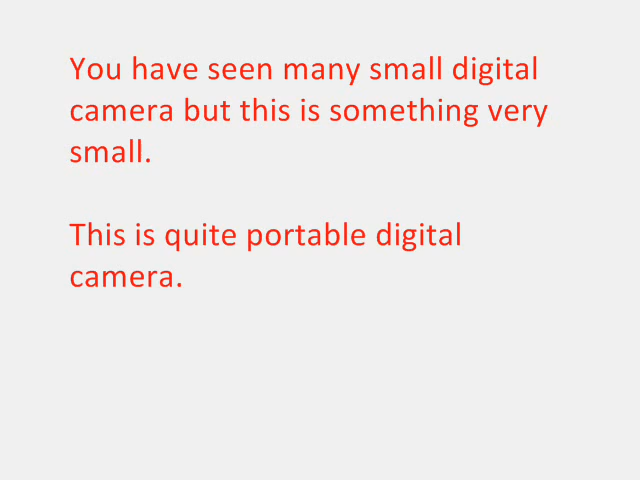 You have seen many small digital
camera but this is something very
small.
This is quite portable digital
camera.